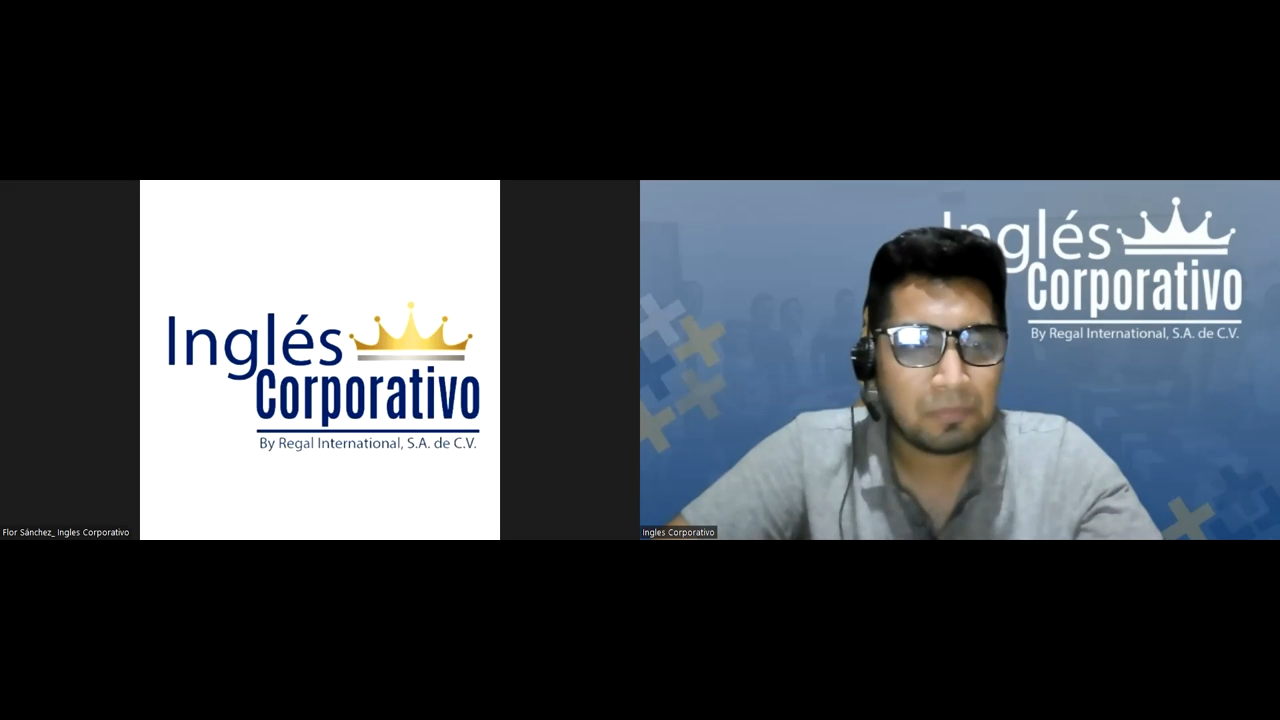 Inglés
Corporativo
By Regal International, S.A. de C.V.
Flor Sánchez_ Ingles Corporativo
Inglés
Corporativo
By Regal International, S.A. de C.V.
Ingles Corporativo